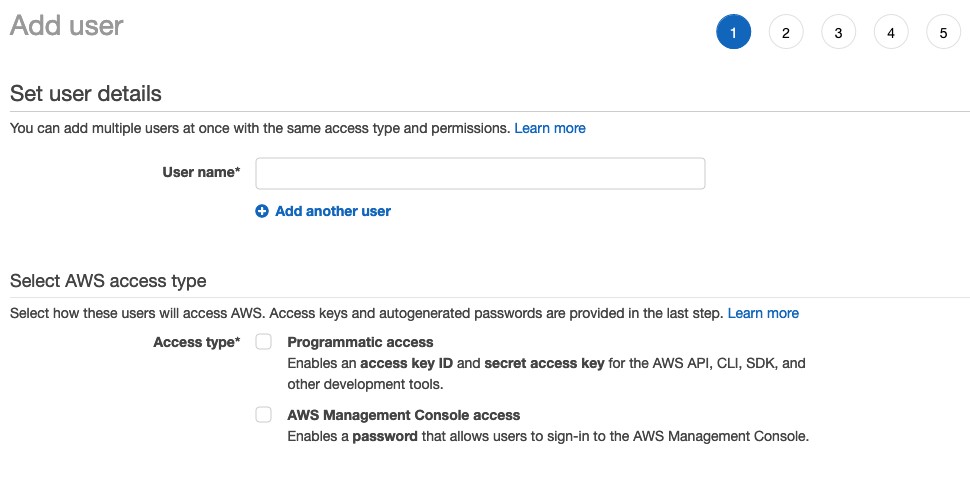 Add user
1 2 3 4 5
Set user details
You can add multiple users at once with the same access type and permissions. Learn more
User name*
Add another user
Select AWS access type
Select how these users will access AWS. Access keys and autogenerated passwords are provided in the last step. Learn more
Access type* Programmatic access
Enables an access key ID and secret access key for the AWS API, CLI, SDK, and
other development tools.
AWS Management Console access
Enables a password that allows users to sign-in to the AWS Management Console.